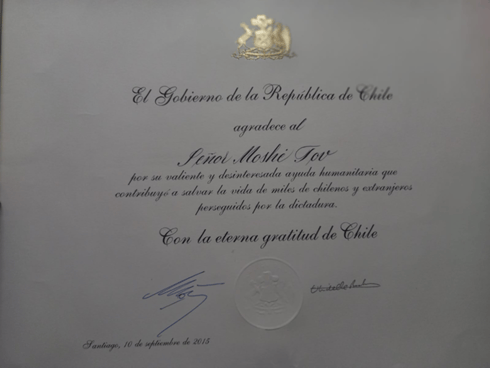 El Gobierno de la República de Chile
agradece al
Señor Moshe Tov
por su valiente y desinteresada ayuda humanitaria que
contribuyó a salvar la vida de miles de chilenos y extranjeros
perseguidos por la dictadura.
Con la eterna gratitud de Chile
Santiago, 10 de septiembre de 2015